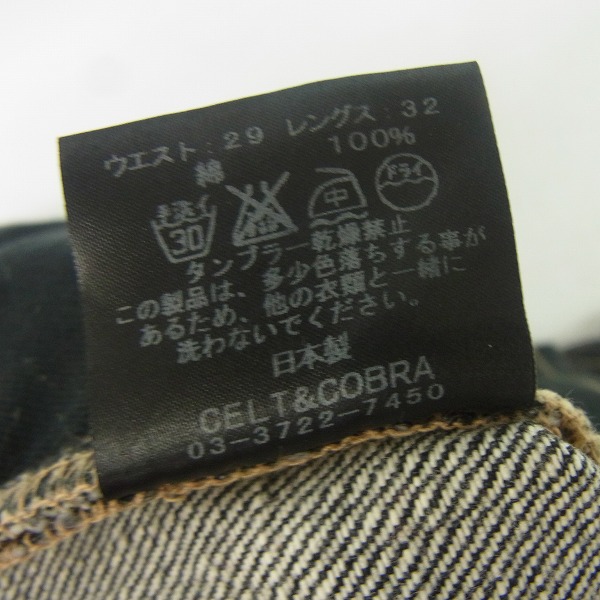 ウエスト：29 レングス：32
綿 100%
手洗イ
30
中
ドライ
タンブラー乾燥禁止
この製品は、多少色落ちする事が
あるため、他の衣類と一緒に
洗わないでください。
日本製
CELT&COBRA
03-3722-7450